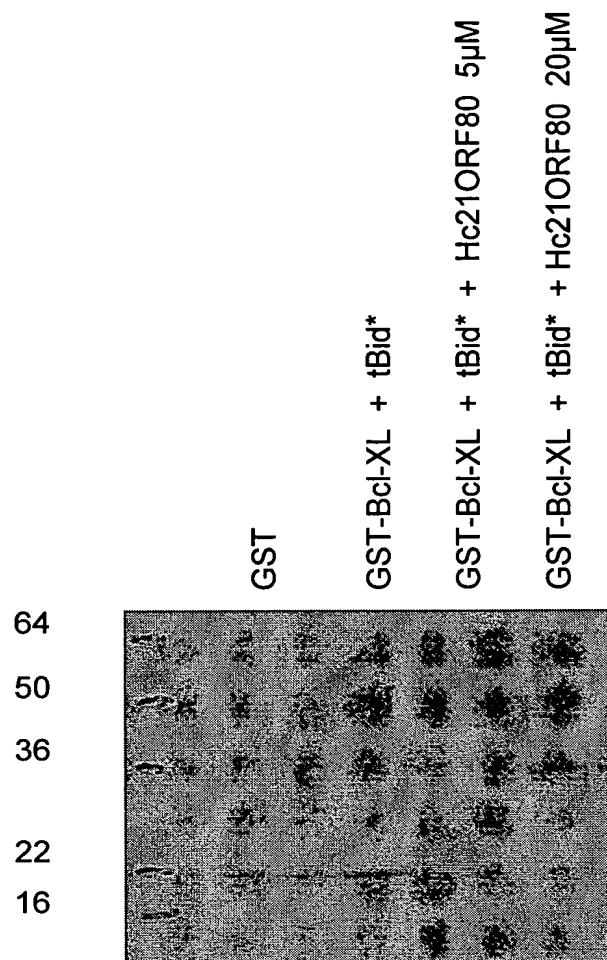 GST
GST-Bcl-XL + tBid*
GST-Bcl-XL + tBid* + Hc21ORF80 5µM
GST-Bcl-XL + tBid* + Hc21ORF80 20µM
64
50
36
22
16